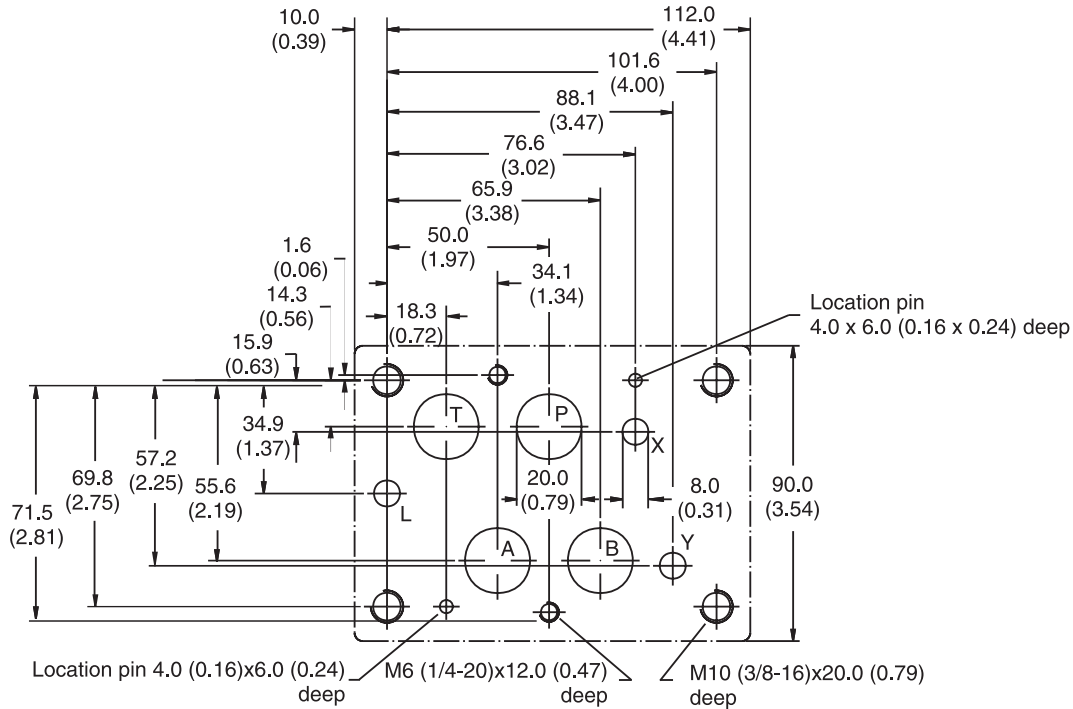 10.0
(0.39)
112.0
(4.41)
101.6
(4.00)
88.1
(3.47)
76.6
(3.02)
65.9
(3.38)
50.0
(1.97)
1.6
(0.06)
34.1
(1.34)
14.3
(0.56)
18.3
(0.72)
15.9
(0.63)
Location pin
4.0 x 6.0 (0.16 x 0.24) deep
T
P
X
34.9
(1.37)
57.2
(2.25)
69.8
(2.75)
55.6
(2.19)
71.5
(2.81)
20.0
(0.79)
8.0
(0.31)
90.0
(3.54)
L
A
B
Y
Location pin 4.0 (0.16)x6.0 (0.24)
deep
M6 (1/4-20)x12.0 (0.47)
deep
M10 (3/8-16)x20.0 (0.79)
deep